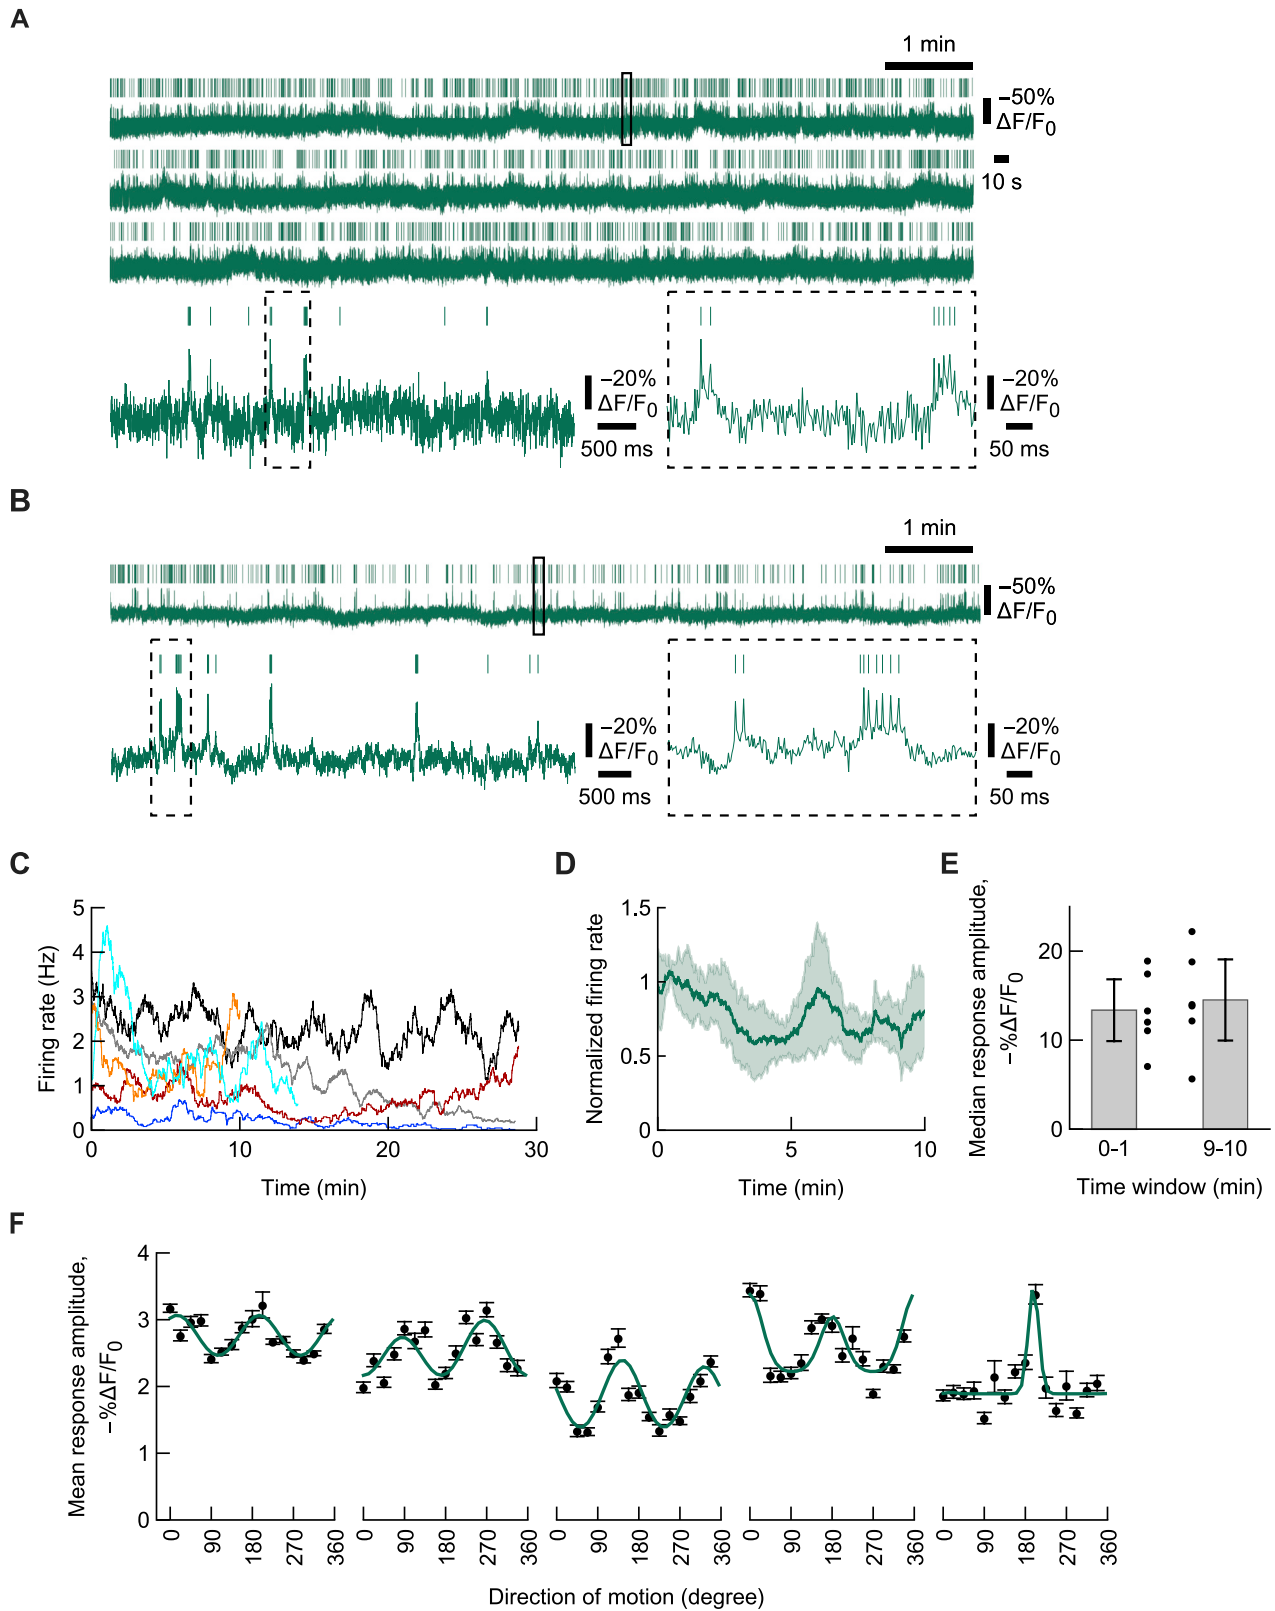 A
1 min
−50%
ΔF/F0
10 s
−20%
ΔF/F0
500 ms
−20%
ΔF/F0
50 ms
B
1 min
−50%
ΔF/F0
−20%
ΔF/F0
500 ms
−20%
ΔF/F0
50 ms
C
Firing rate (Hz)
5
4
3
2
1
0
0 10 20 30
Time (min)
D
Normalized firing rate
1.5
1
0.5
0
0 5 10
Time (min)
E
Median response amplitude,
−%ΔF/F0
20
10
0
0-1 9-10
Time window (min)
F
Mean response amplitude,
−%ΔF/F0
4
3
2
1
0
0 90 180 270 360 0 90 180 270 360 0 90 180 270 360 0 90 180 270 360 0 90 180 270 360
Direction of motion (degree)